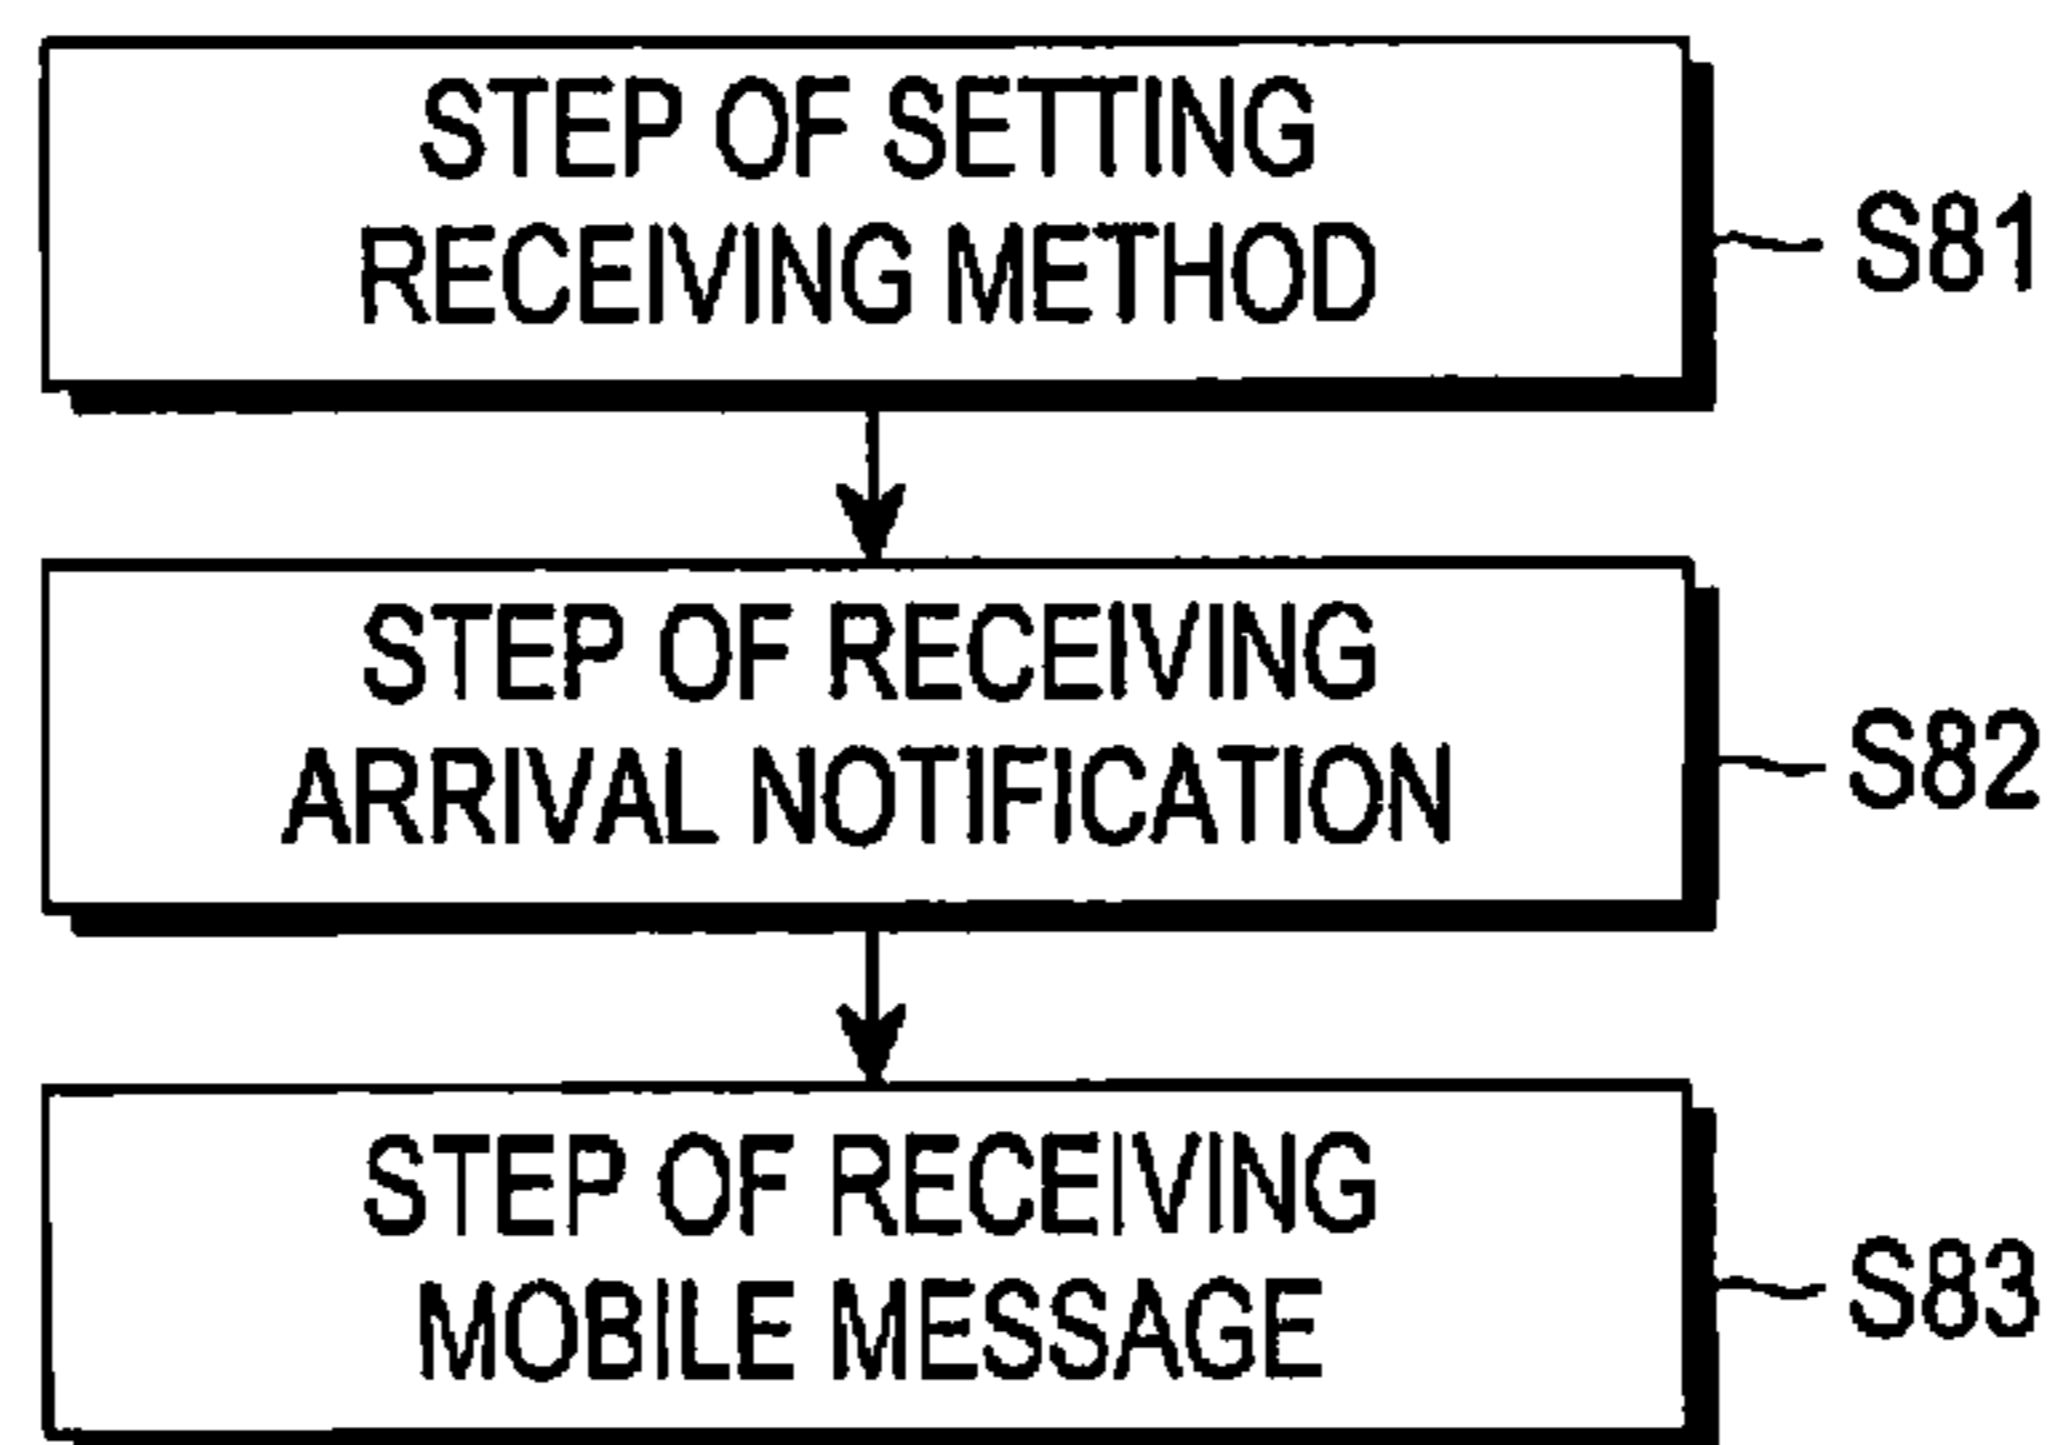 STEP OF SETTING
RECEIVING METHOD
S81
STEP OF RECEIVING
ARRIVAL NOTIFICATION
S82
STEP OF RECEIVING
MOBILE MESSAGE
S83